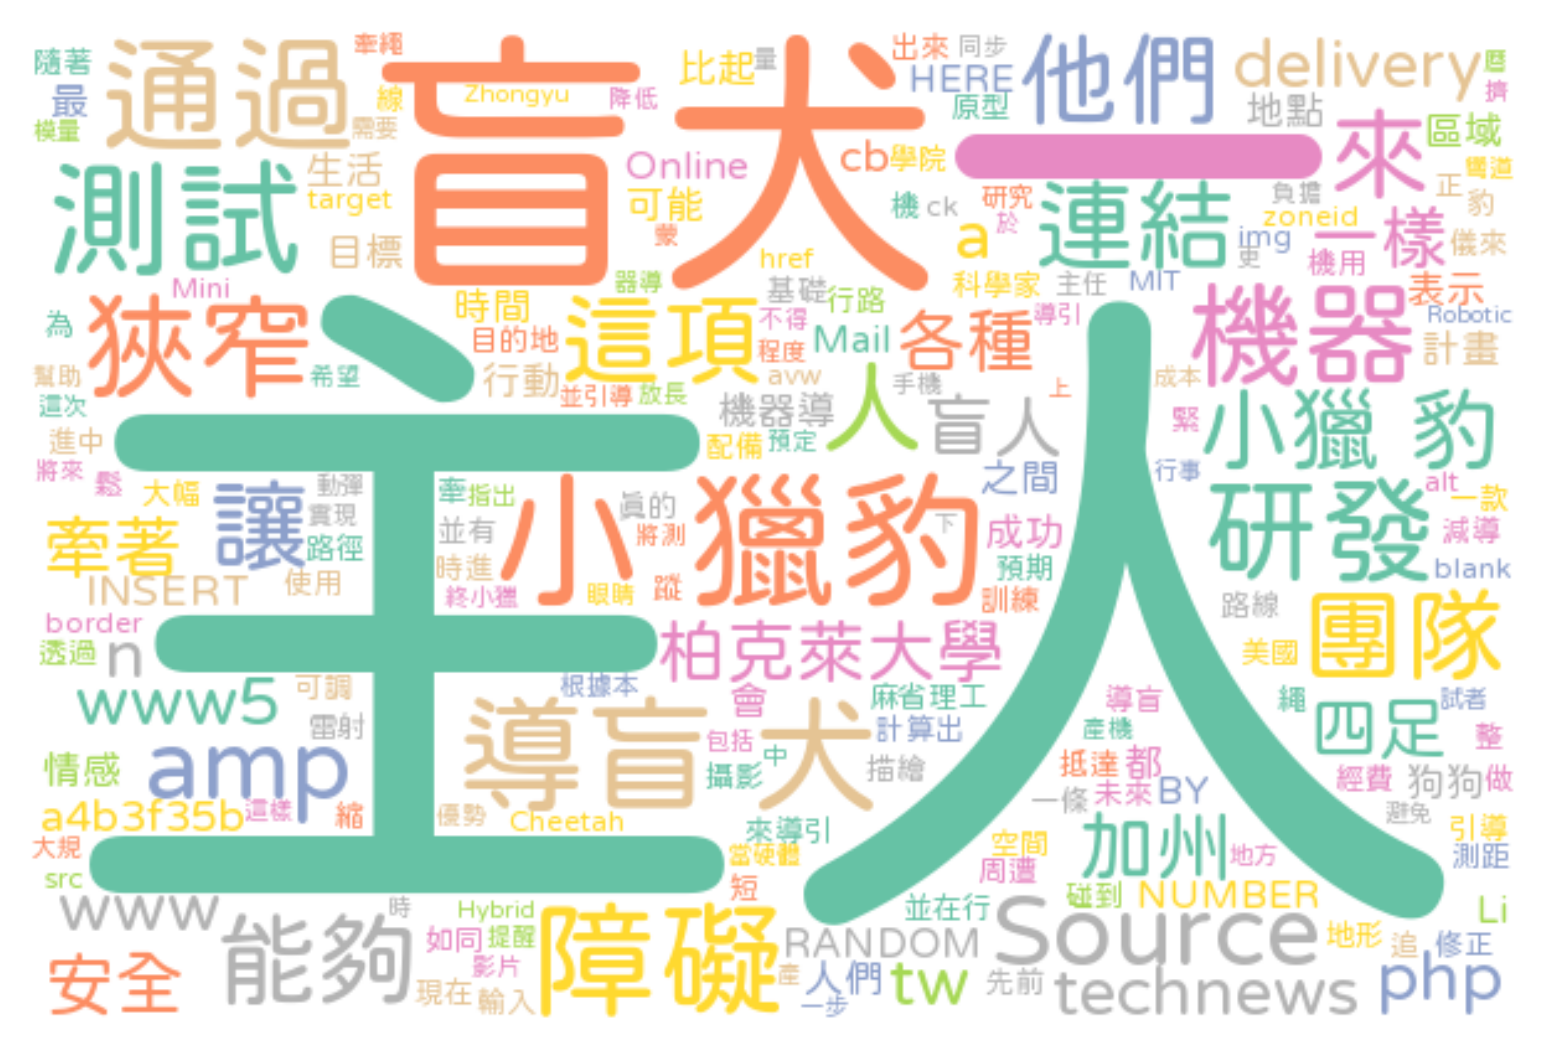 隨著 通過 牽繩 盲犬 比起 量 出來 同步 他們 delivery 曆
最 線 Zhongyu 降低 HERE 原型 地點 擠
模量 需要 一 來 區域
測試 生活 target Online 可能 cb 學院 連結 負擔 正 彎道 豹
目標 蒙 機 ck 研究 於 a zoneid 一樣 儀來
Mini href img 史 機用
為 狹窄 時間 器導 基礎 行路 科學家 主任 MIT 機器 表示
目的地 這項 不得 程度 Mail 各種 導引 Robotic 計畫
幫助 希望 行動 並引導 放長 avw 人 手機 上 成本
這次 主人 機器導 盲人 緊 小獵 豹
進中 配備 預定 之間 行事
將來 鬆 大幅 讓 動彈 牽 指出 小獵豹 眞的 下 研發 alt 一款
牽著 實現 並有 將測 成功 減導
路徑 時進 預期 blank
INSERT 使用 終小獵 眼睛 蹤 訓練 路線 團隊
border 柏克萊大學 美國
透過 n
www5 可調 根據本 會 麻省理工 導盲 繩 四足 試者
雷射 導盲犬 包括 中 計算出 產機 整
情感 amp 攝影 描繪 抵達 都 經費 狗狗 做
a4b3f35b 這樣 縮 優勢 Cheetah 來導引 一條 未來 BY 避免
大規 當硬體 空間 加州 地方 引導
src 短 周遭 測距
www 時 Hybrid 並在行 碰到 NUMBER Li
能夠 如同 提醒 障礙 RANDOM Source 地形 追 修正
安全 影片 現在 輸入 產 人們 tw 先前 technews php
一步